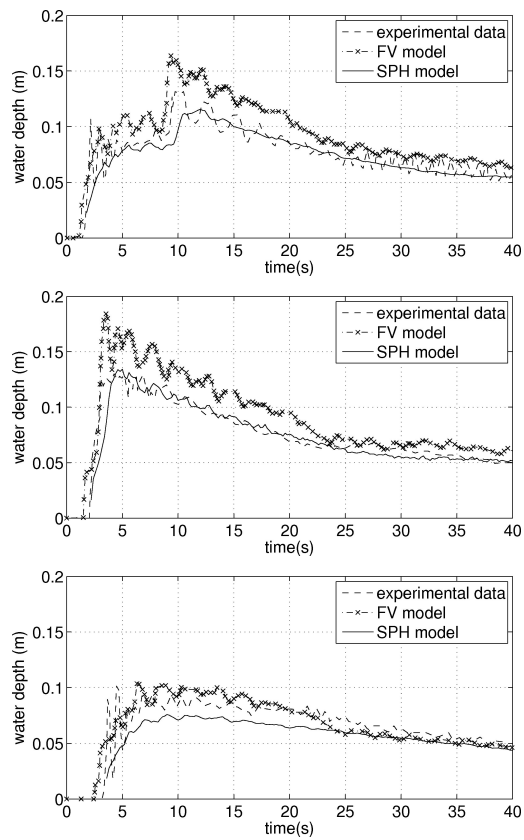 0.2
0.15
0.1
0.05
0
water depth (m)
experimental data
FV model
SPH model
0 5 10 15 20 25 30 35 40
time(s)
0.2
0.15
0.1
0.05
0
water depth (m)
experimental data
FV model
SPH model
0 5 10 15 20 25 30 35 40
time(s)
0.2
0.15
0.1
0.05
0
water depth (m)
experimental data
FV model
SPH model
0 5 10 15 20 25 30 35 40
time(s)